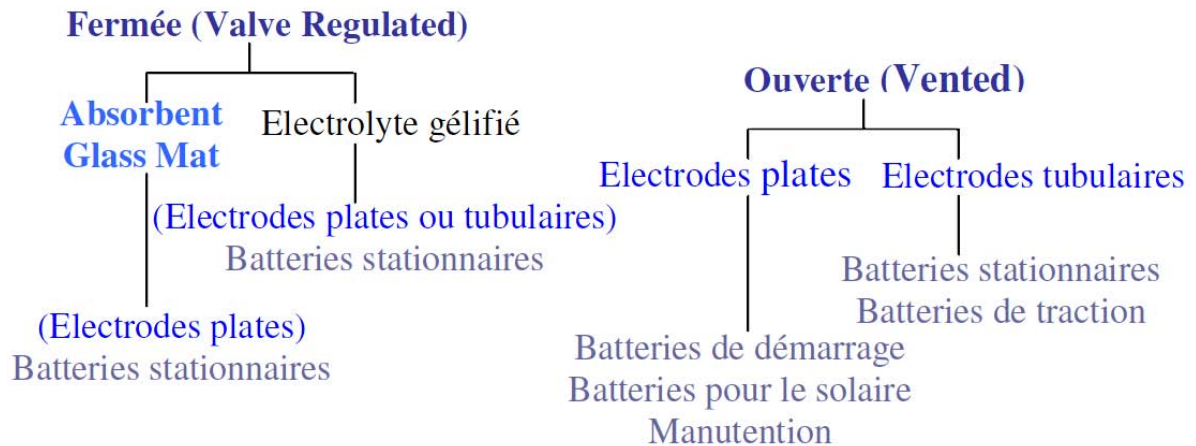 Fermée (Valve Regulated)
Absorbent
Glass Mat
Electrolyte gélifié
(Electrodes plates ou tubulaires)
Batteries stationnaires
(Electrodes plates)
Batteries stationnaires
Ouverte (Vented)
Electrodes plates
Electrodes tubulaires
Batteries stationnaires
Batteries de traction
Batteries de démarrage
Batteries pour le solaire
Manutention